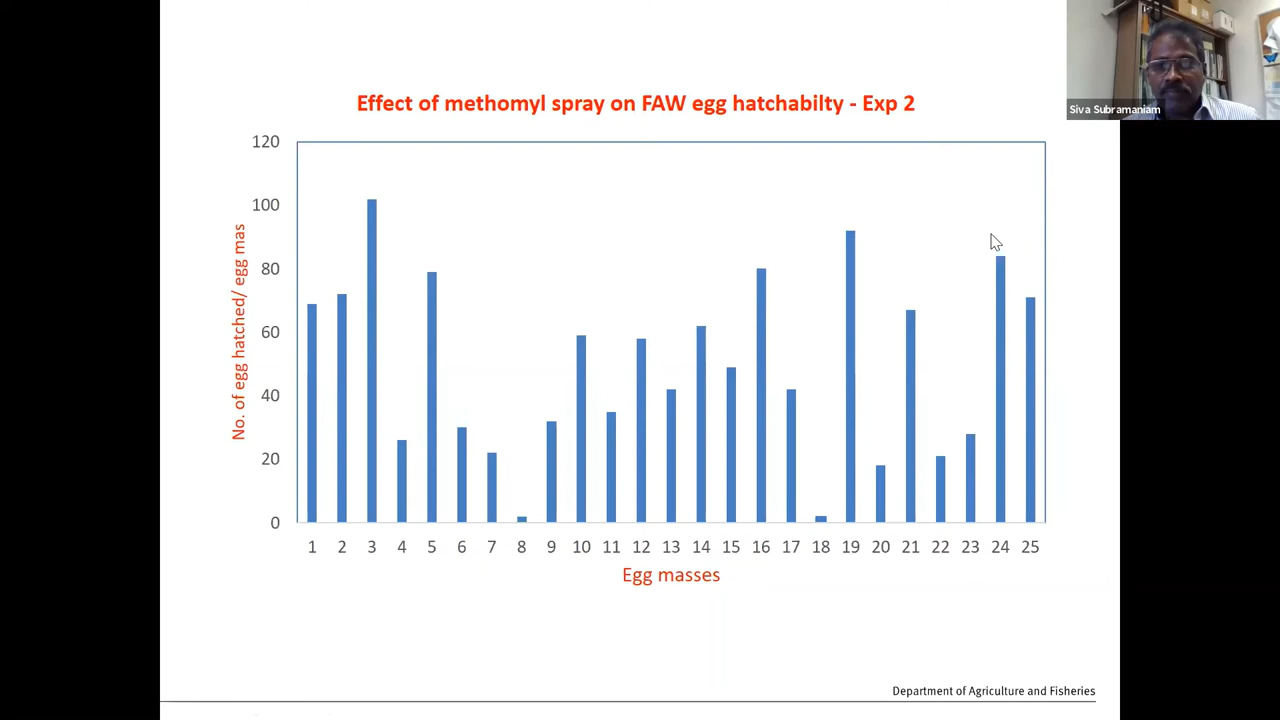 Siva Subramaniam
Effect of methomyl spray on FAW egg hatchabilty - Exp 2
No. of egg hatched/ egg mas
120
100
80
60
40
20
0
1 2 3 4 5 6 7 8 9 10 11 12 13 14 15 16 17 18 19 20 21 22 23 24 25
Egg masses
Department of Agriculture and Fisheries